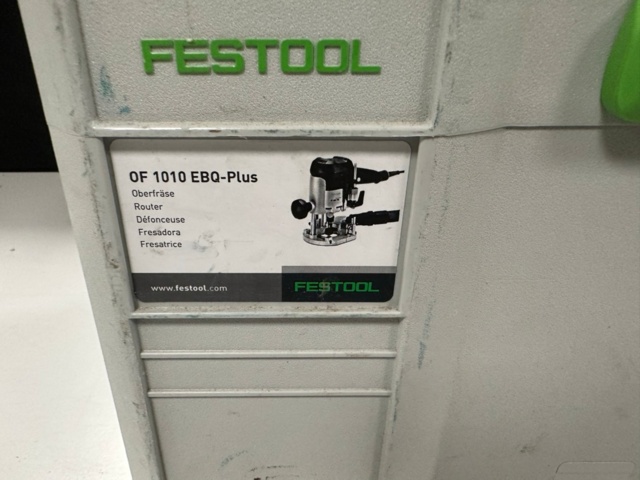 FESTOOL
OF 1010 EBQ-Plus
Oberfräse
Router
Défonceuse
Fresadora
Fresatrice
www.festool.com
FESTOOL